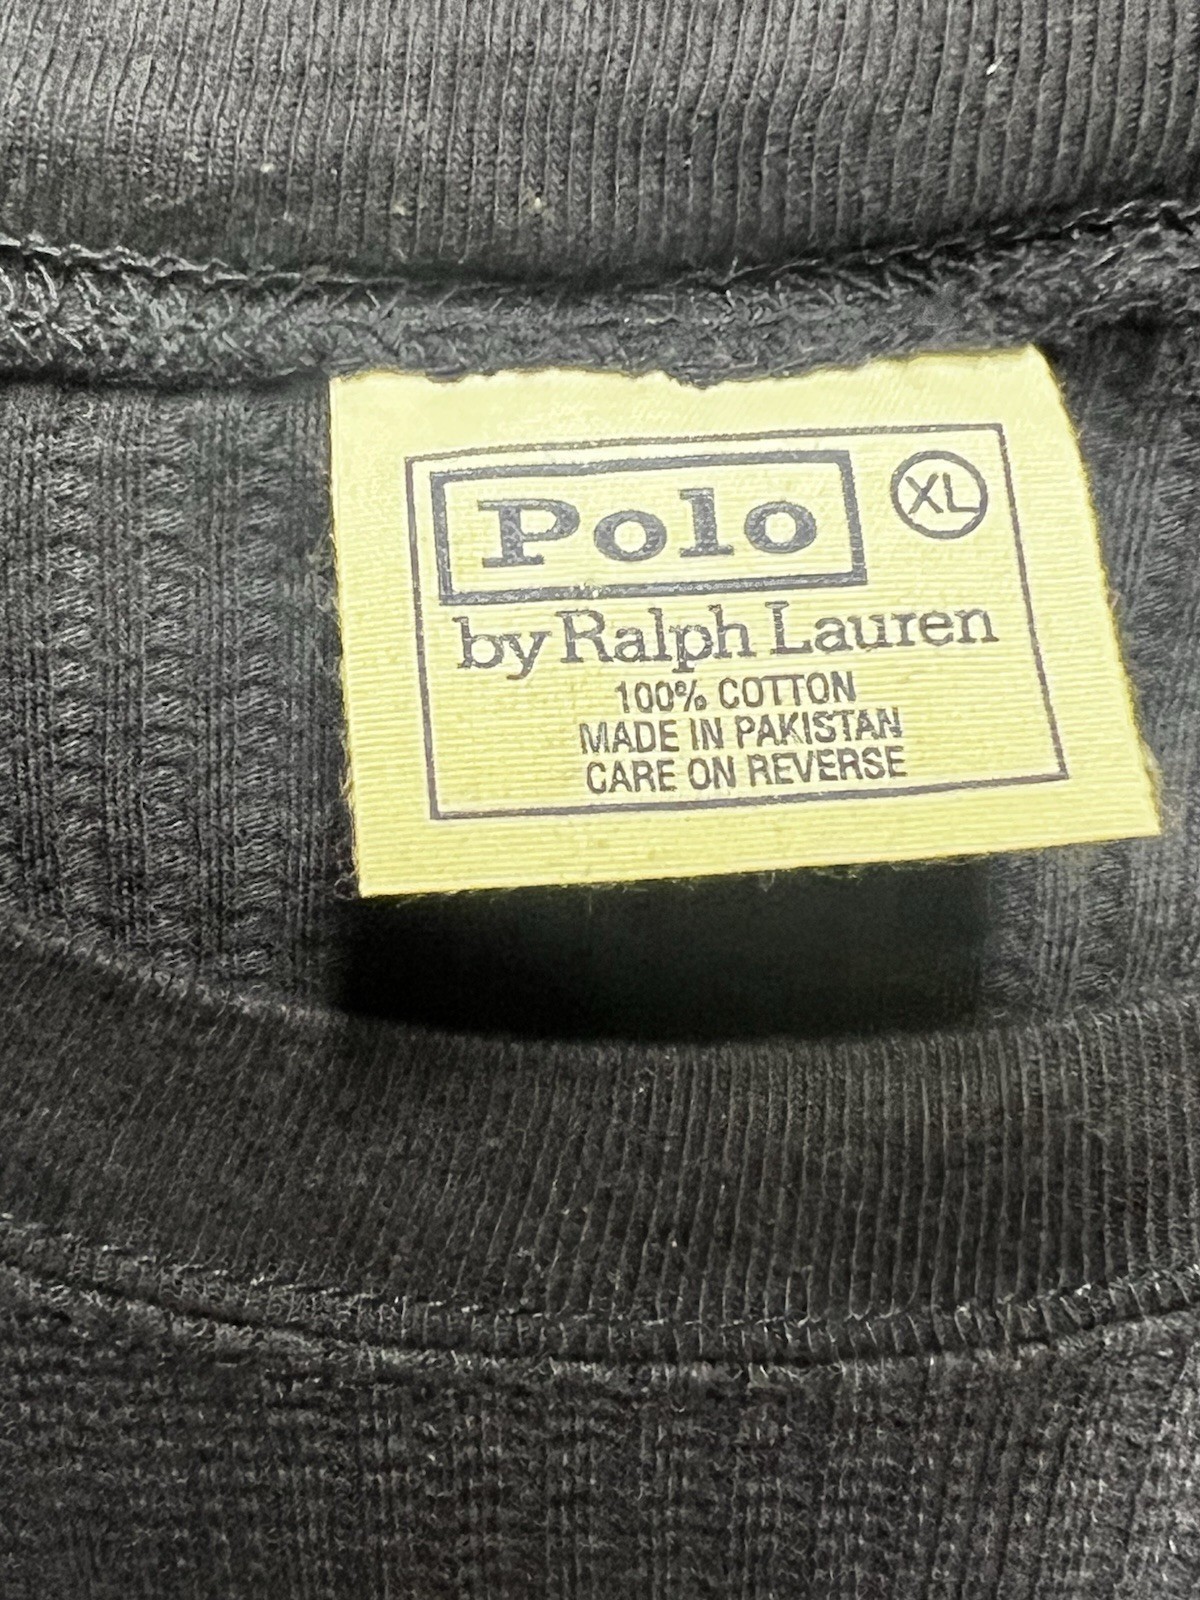 Polo XL
by Ralph Lauren
100% COTTON
MADE IN PAKISTAN
CARE ON REVERSE